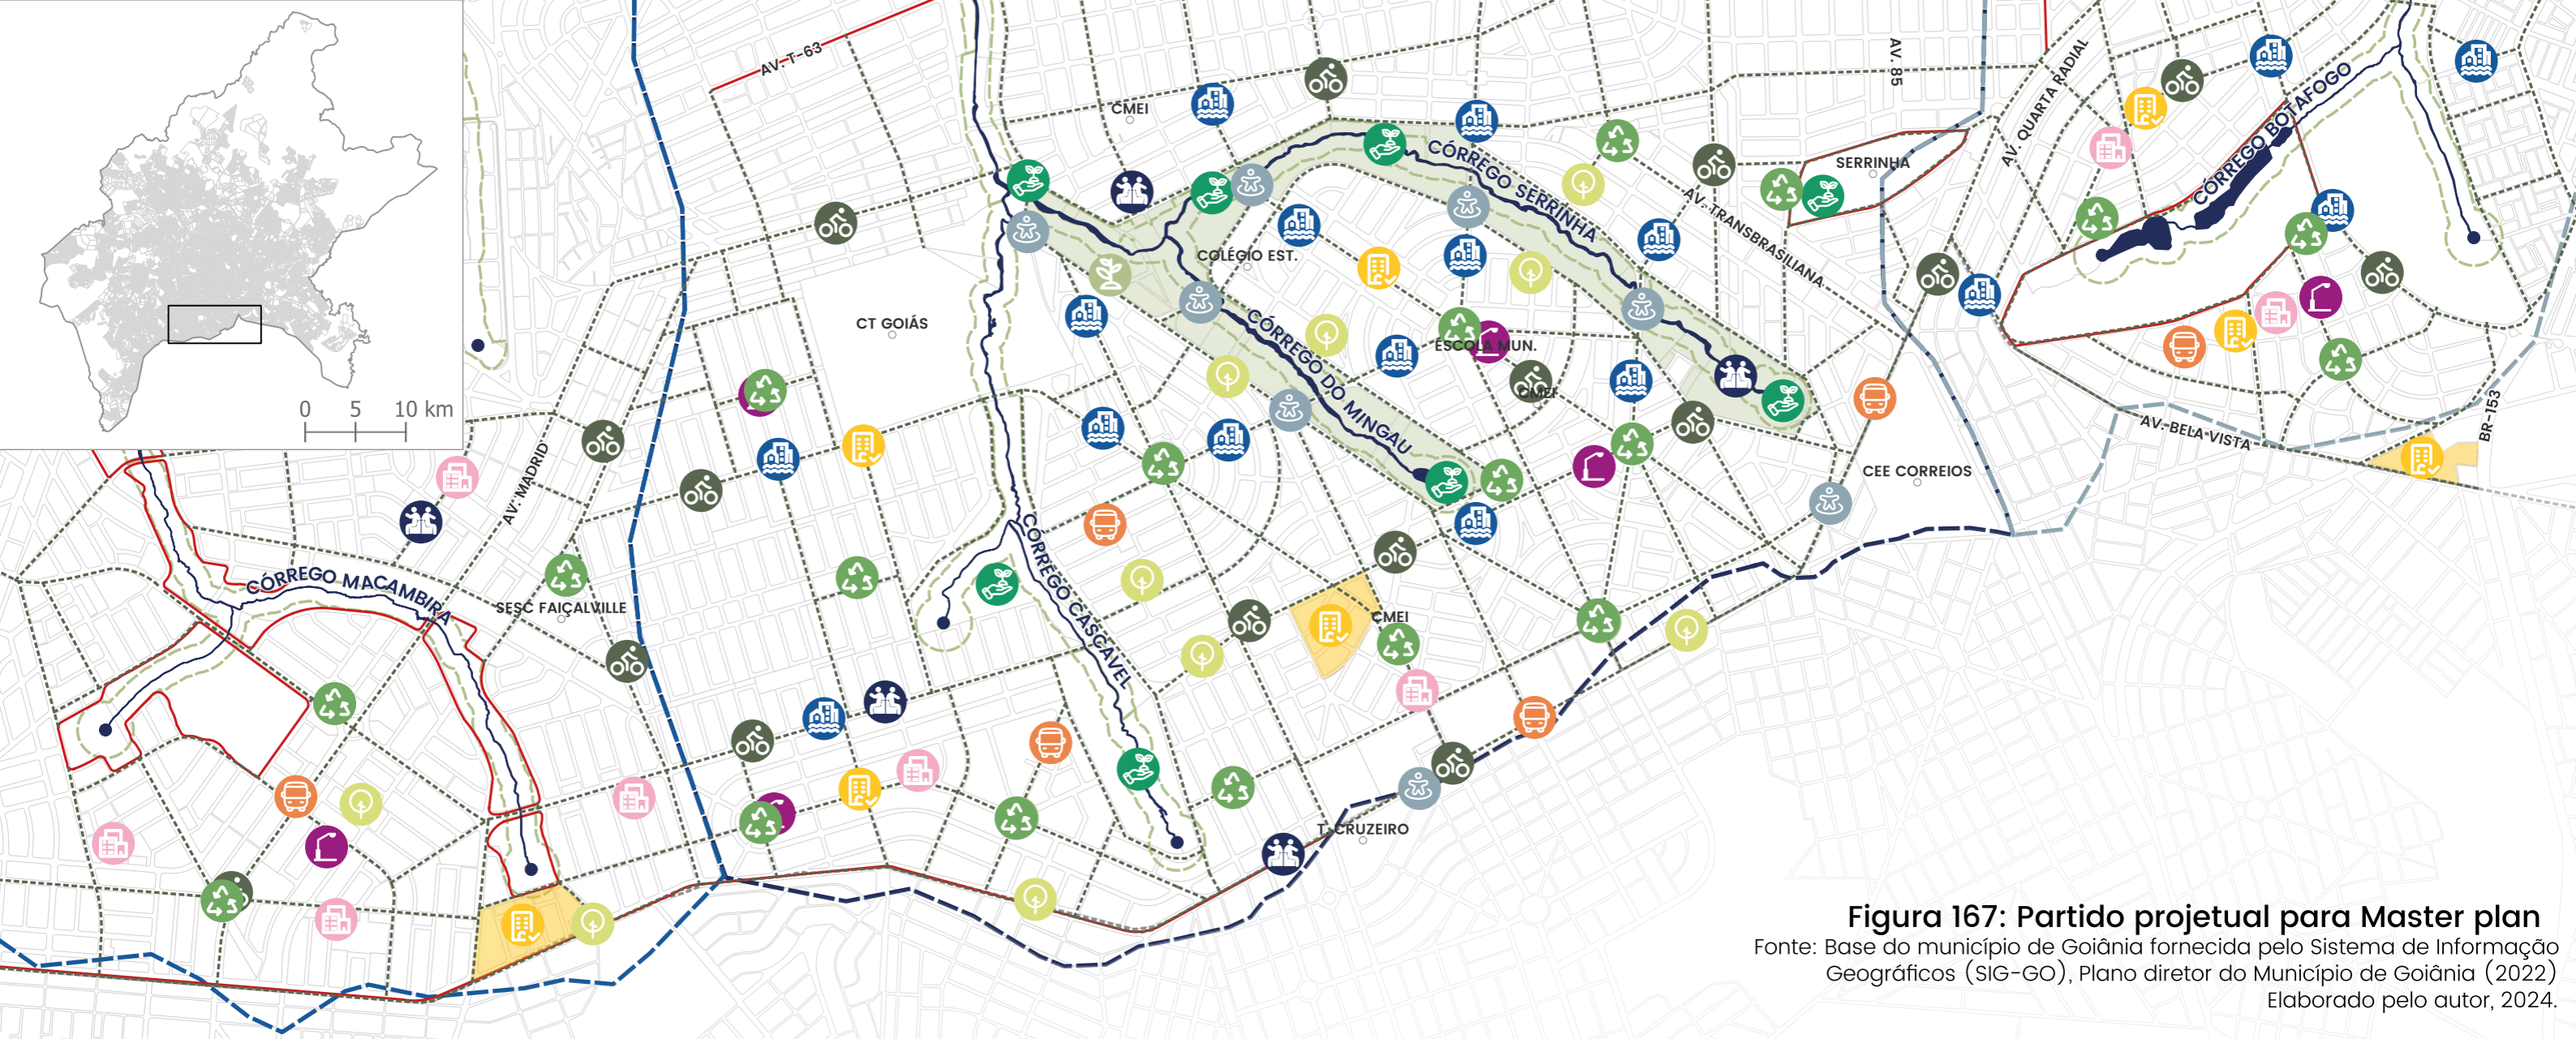 AV. T-63
CMEI
AV. 85
AV. QUARTA RADIAL
CÓRREGO BOTAFOGO
CÓRREGO SERRINHA
SERRINHA
AV. TRANSBRASILIANA
COLÉGIO EST.
CT GOIÁS
CÓRREGO DO MINGAU
ESCOLA MUN.
CMEI
0 5 10 km
AV. MADRID
CEE CORREIOS
AV. BELA VISTA
BR-153
CÓRREGO MACAMBIRA
SESC FAIÇALVILLE
CÓRREGO CASCAVEL
CMEI
T. CRUZEIRO
Figura 167: Partido projetual para Master plan
Fonte: Base do município de Goiânia fornecida pelo Sistema de Informação
Geográficos (SIG-GO), Plano diretor do Município de Goiânia (2022)
Elaborado pelo autor, 2024.